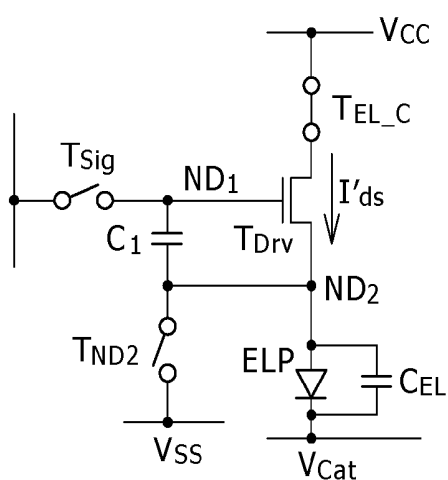 VCC
TEL_C
TSig
ND1
I'ds
C1
TDrv
ND2
TND2
ELP
CEL
VSS
VCat